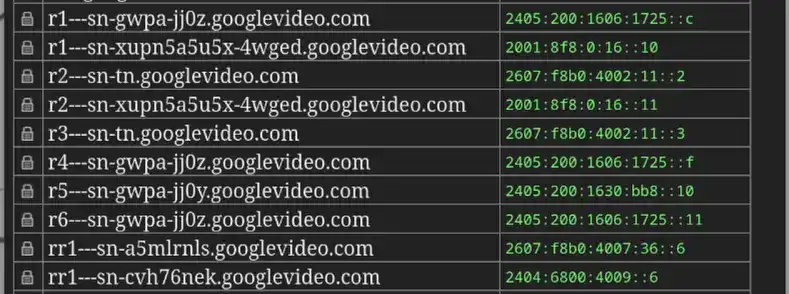 r1---sn-gwpa-jj0z.googlevideo.com 2405:200:1606:1725::c
r1---sn-xupn5a5u5x-4wged.googlevideo.com 2001:8f8:0:16::10
r2---sn-tn.googlevideo.com 2607:f8b0:4002:11::2
r2---sn-xupn5a5u5x-4wged.googlevideo.com 2001:8f8:0:16::11
r3---sn-tn.googlevideo.com 2607:f8b0:4002:11::3
r4---sn-gwpa-jj0z.googlevideo.com 2405:200:1606:1725::f
r5---sn-gwpa-jj0y.googlevideo.com 2405:200:1630:bb8::10
r6---sn-gwpa-jj0z.googlevideo.com 2405:200:1606:1725::11
rr1---sn-a5mlrnls.googlevideo.com 2607:f8b0:4007:36::6
rr1---sn-cvh76nek.googlevideo.com 2404:6800:4009::6